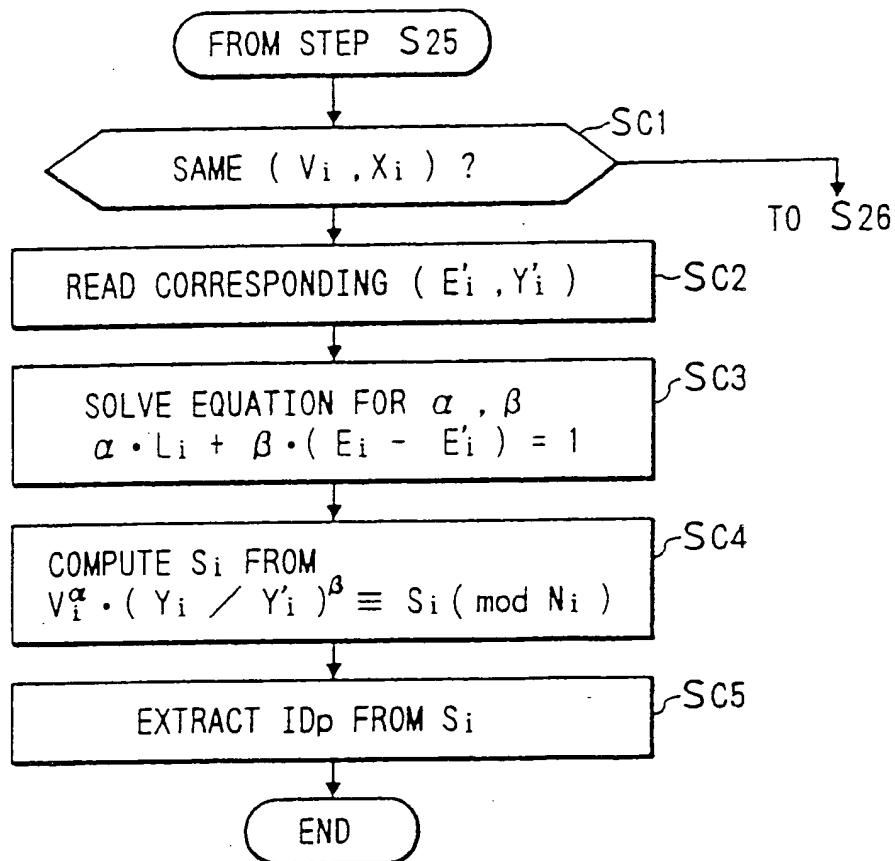 FROM STEP S25
SC1
SAME ( Vi , Xi ) ?
TO S26
READ CORRESPONDING ( E'i , Y'i )
SC2
SC3
SOLVE EQUATION FOR α , β
α · Li + β · ( Ei - E'i ) = 1
SC4
COMPUTE Si FROM
Vi^α · ( Yi / Y'i )^β ≡ Si ( mod Ni )
SC5
EXTRACT IDp FROM Si
END